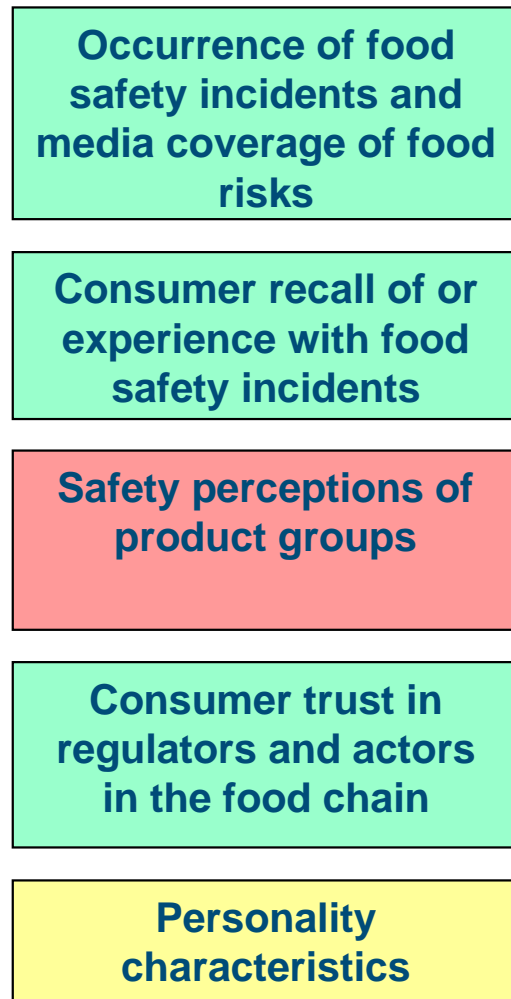 Occurrence of food
safety incidents and
media coverage of food
risks
Consumer recall of or
experience with food
safety incidents
Safety perceptions of
product groups
Consumer trust in
regulators and actors
in the food chain
Personality
characteristics